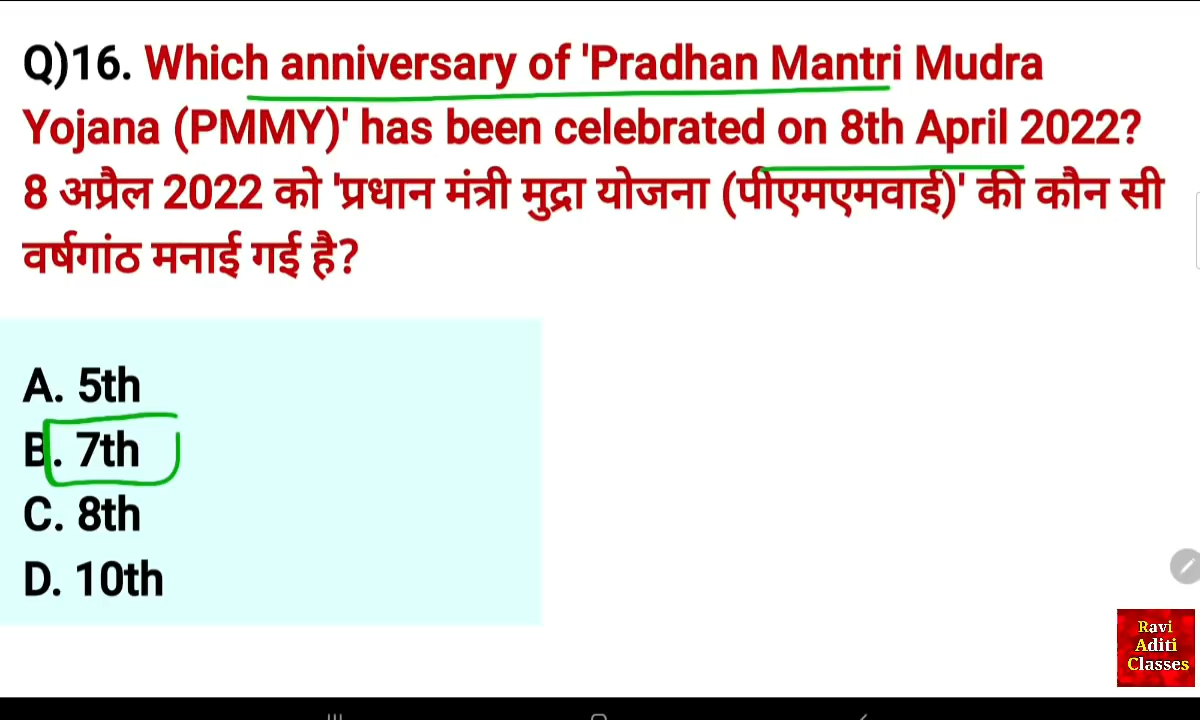 Q)16. Which anniversary of 'Pradhan Mantri Mudra
Yojana (PMMY)' has been celebrated on 8th April 2022?
8 अप्रैल 2022 को 'प्रधान मंत्री मुद्रा योजना (पीएमएमवाई)' की कौन सी
वर्षगांठ मनाई गई है?
A. 5th
B. 7th
C. 8th
D. 10th
Ravi
Aditi
Classes